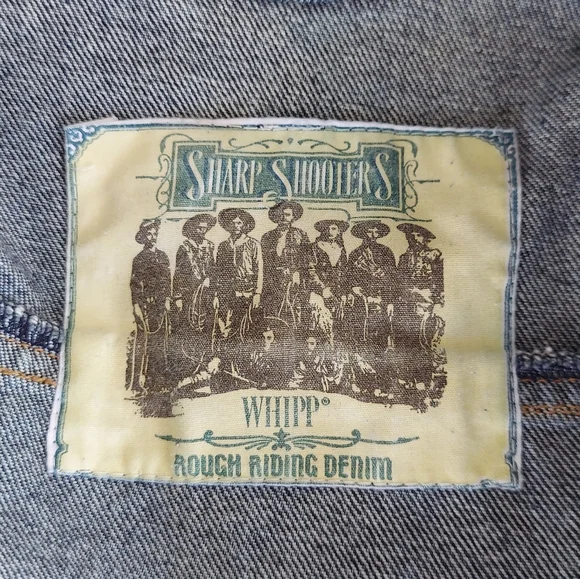 SHARP SHOOTERS
WHIPP®
ROUGH RIDING DENIM